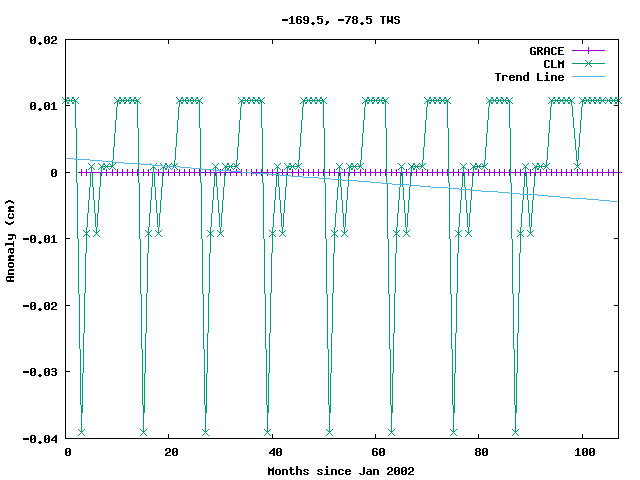 -169.5, -78.5 TWS
GRACE
CLM
Trend Line
0.02
0.01
0
-0.01
-0.02
-0.03
-0.04
Anomaly (cm)
0 20 40 60 80 100
Months since Jan 2002